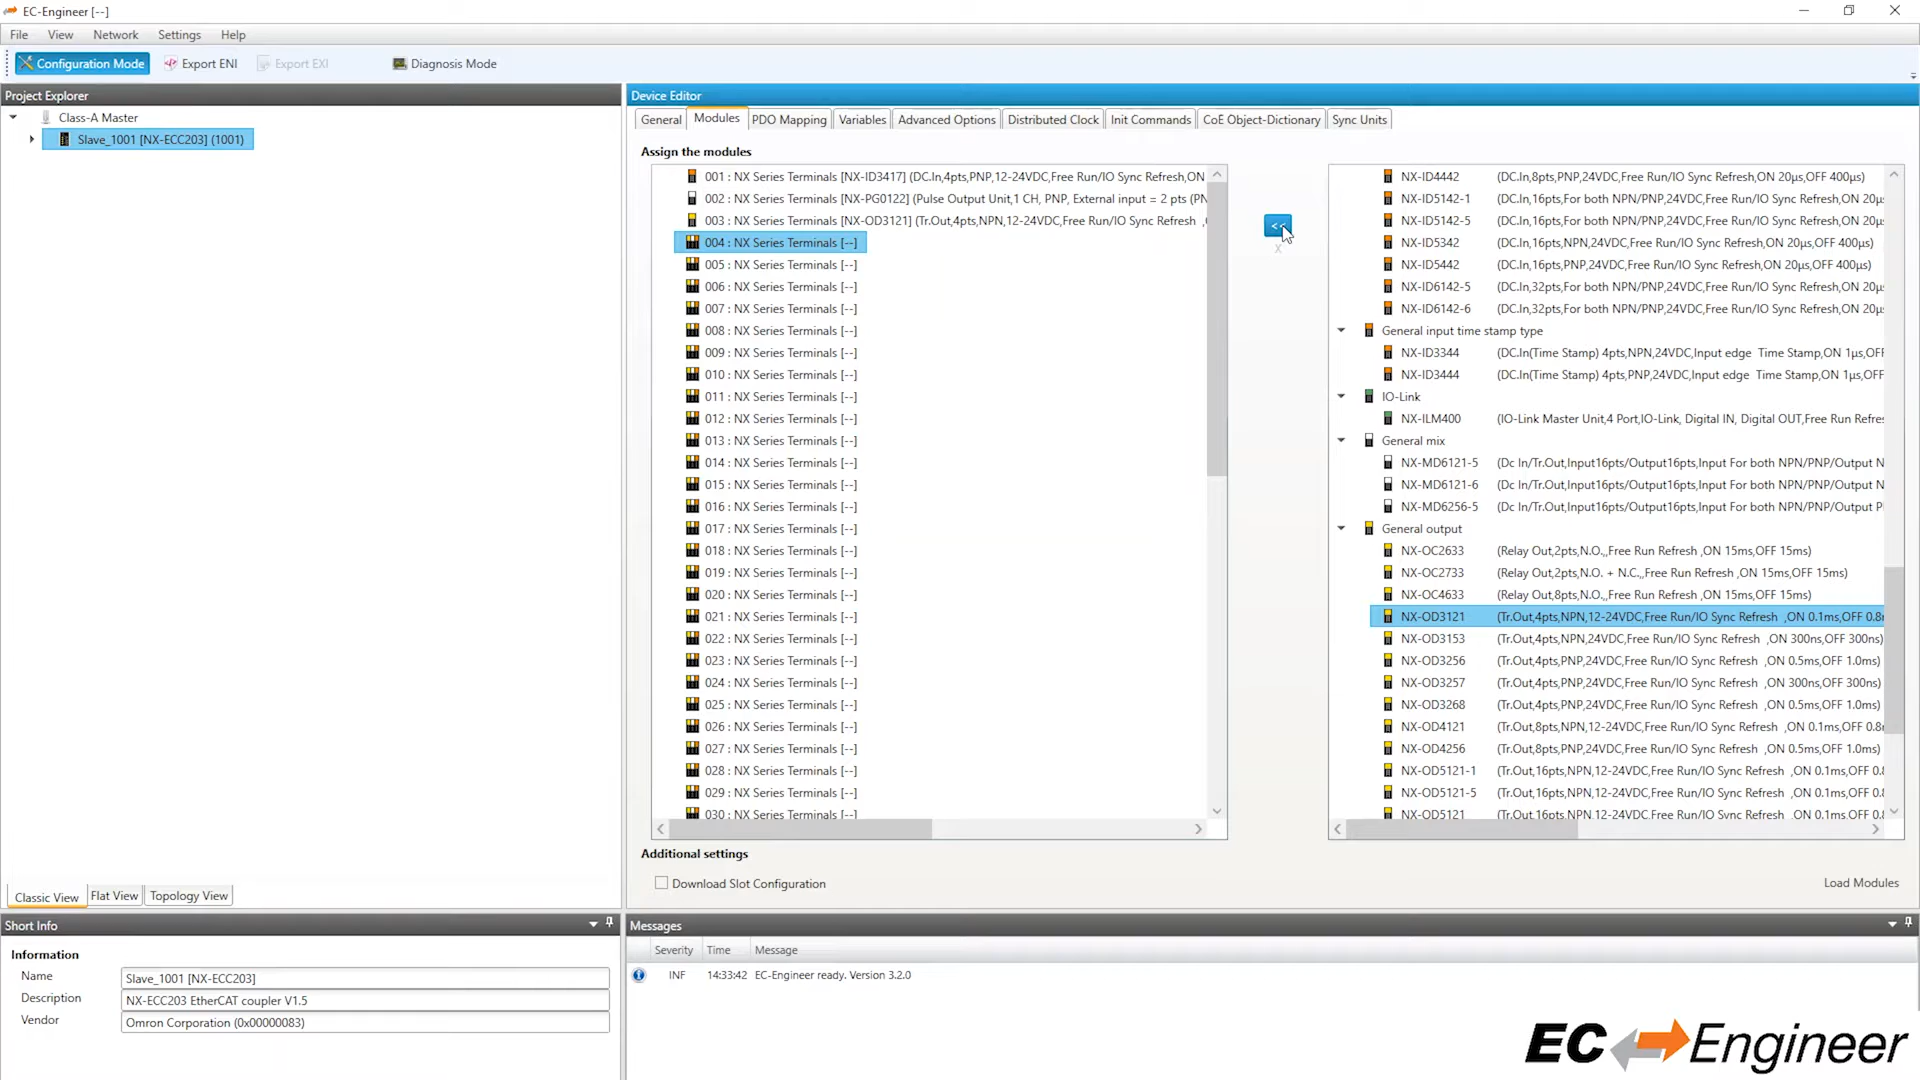 EC-Engineer [--]
File View Network Settings Help
Configuration Mode Export ENI Export EXI Diagnosis Mode
Project Explorer
Class-A Master
Slave_1001 [NX-ECC203] (1001)
Classic View Flat View Topology View
Device Editor
General Modules PDO Mapping Variables Advanced Options Distributed Clock Init Commands CoE Object-Dictionary Sync Units
Assign the modules
001 : NX Series Terminals [NX-ID3417] (DC.In,4pts,PNP,12-24VDC,Free Run/IO Sync Refresh,ON
002 : NX Series Terminals [NX-PG0122] (Pulse Output Unit,1 CH, PNP, External input = 2 pts (PN
003 : NX Series Terminals [NX-OD3121] (Tr.Out,4pts,NPN,12-24VDC,Free Run/IO Sync Refresh ,
004 : NX Series Terminals [--]
005 : NX Series Terminals [--]
006 : NX Series Terminals [--]
007 : NX Series Terminals [--]
008 : NX Series Terminals [--]
009 : NX Series Terminals [--]
010 : NX Series Terminals [--]
011 : NX Series Terminals [--]
012 : NX Series Terminals [--]
013 : NX Series Terminals [--]
014 : NX Series Terminals [--]
015 : NX Series Terminals [--]
016 : NX Series Terminals [--]
017 : NX Series Terminals [--]
018 : NX Series Terminals [--]
019 : NX Series Terminals [--]
020 : NX Series Terminals [--]
021 : NX Series Terminals [--]
022 : NX Series Terminals [--]
023 : NX Series Terminals [--]
024 : NX Series Terminals [--]
025 : NX Series Terminals [--]
026 : NX Series Terminals [--]
027 : NX Series Terminals [--]
028 : NX Series Terminals [--]
029 : NX Series Terminals [--]
030 : NX Series Terminals [--]
<<
X
NX-ID4442 (DC.In,8pts,PNP,24VDC,Free Run/IO Sync Refresh,ON 20µs,OFF 400µs)
NX-ID5142-1 (DC.In,16pts,For both NPN/PNP,24VDC,Free Run/IO Sync Refresh,ON 20µs
NX-ID5142-5 (DC.In,16pts,For both NPN/PNP,24VDC,Free Run/IO Sync Refresh,ON 20µs
NX-ID5342 (DC.In,16pts,NPN,24VDC,Free Run/IO Sync Refresh,ON 20µs,OFF 400µs)
NX-ID5442 (DC.In,16pts,PNP,24VDC,Free Run/IO Sync Refresh,ON 20µs,OFF 400µs)
NX-ID6142-5 (DC.In,32pts,For both NPN/PNP,24VDC,Free Run/IO Sync Refresh,ON 20µs
NX-ID6142-6 (DC.In,32pts,For both NPN/PNP,24VDC,Free Run/IO Sync Refresh,ON 20µs
General input time stamp type
NX-ID3344 (DC.In(Time Stamp) 4pts,NPN,24VDC,Input edge Time Stamp,ON 1µs,OFF
NX-ID3444 (DC.In(Time Stamp) 4pts,PNP,24VDC,Input edge Time Stamp,ON 1µs,OFF
IO-Link
NX-ILM400 (IO-Link Master Unit,4 Port,IO-Link, Digital IN, Digital OUT,Free Run Refres
General mix
NX-MD6121-5 (Dc In/Tr.Out,Input16pts/Output16pts,Input For both NPN/PNP/Output N
NX-MD6121-6 (Dc In/Tr.Out,Input16pts/Output16pts,Input For both NPN/PNP/Output N
NX-MD6256-5 (Dc In/Tr.Out,Input16pts/Output16pts,Input For both NPN/PNP/Output P
General output
NX-OC2633 (Relay Out,2pts,N.O.,,Free Run Refresh ,ON 15ms,OFF 15ms)
NX-OC2733 (Relay Out,2pts,N.O. + N.C.,,Free Run Refresh ,ON 15ms,OFF 15ms)
NX-OC4633 (Relay Out,8pts,N.O.,,Free Run Refresh ,ON 15ms,OFF 15ms)
NX-OD3121 (Tr.Out,4pts,NPN,12-24VDC,Free Run/IO Sync Refresh ,ON 0.1ms,OFF 0.8
NX-OD3153 (Tr.Out,4pts,NPN,24VDC,Free Run/IO Sync Refresh ,ON 300ns,OFF 300ns)
NX-OD3256 (Tr.Out,4pts,PNP,24VDC,Free Run/IO Sync Refresh ,ON 0.5ms,OFF 1.0ms)
NX-OD3257 (Tr.Out,4pts,PNP,24VDC,Free Run/IO Sync Refresh ,ON 300ns,OFF 300ns)
NX-OD3268 (Tr.Out,4pts,PNP,24VDC,Free Run/IO Sync Refresh ,ON 0.5ms,OFF 1.0ms)
NX-OD4121 (Tr.Out,8pts,NPN,12-24VDC,Free Run/IO Sync Refresh ,ON 0.1ms,OFF 0.8
NX-OD4256 (Tr.Out,8pts,PNP,24VDC,Free Run/IO Sync Refresh ,ON 0.5ms,OFF 1.0ms)
NX-OD5121-1 (Tr.Out,16pts,NPN,12-24VDC,Free Run/IO Sync Refresh ,ON 0.1ms,OFF 0.8
NX-OD5121-5 (Tr.Out,16pts,NPN,12-24VDC,Free Run/IO Sync Refresh ,ON 0.1ms,OFF 0.8
NX-OD5121 (Tr.Out,16pts,NPN,12-24VDC,Free Run/IO Sync Refresh ,ON 0.1ms,OFF 0.8
Additional settings
Download Slot Configuration
Load Modules
Short Info
Information
Name Slave_1001 [NX-ECC203]
Description NX-ECC203 EtherCAT coupler V1.5
Vendor Omron Corporation (0x00000083)
Messages
Severity Time Message
INF 14:33:42 EC-Engineer ready. Version 3.2.0
EC Engineer